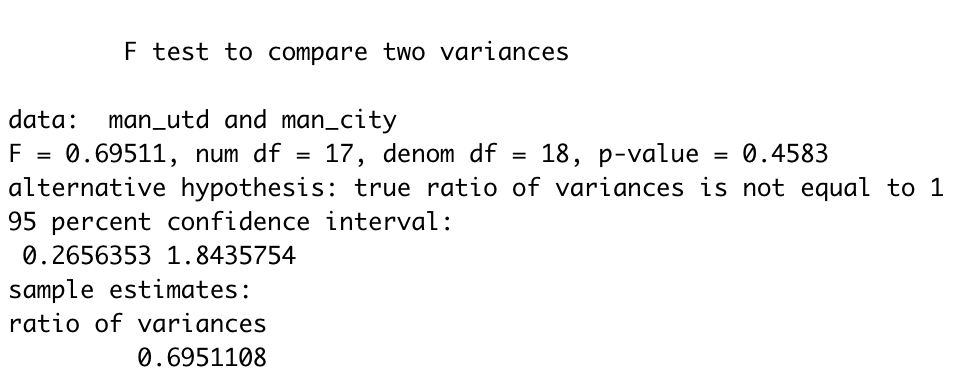 F test to compare two variances
data:  man_utd and man_city
F = 0.69511, num df = 17, denom df = 18, p-value = 0.4583
alternative hypothesis: true ratio of variances is not equal to 1
95 percent confidence interval:
0.2656353 1.8435754
sample estimates:
ratio of variances
0.6951108